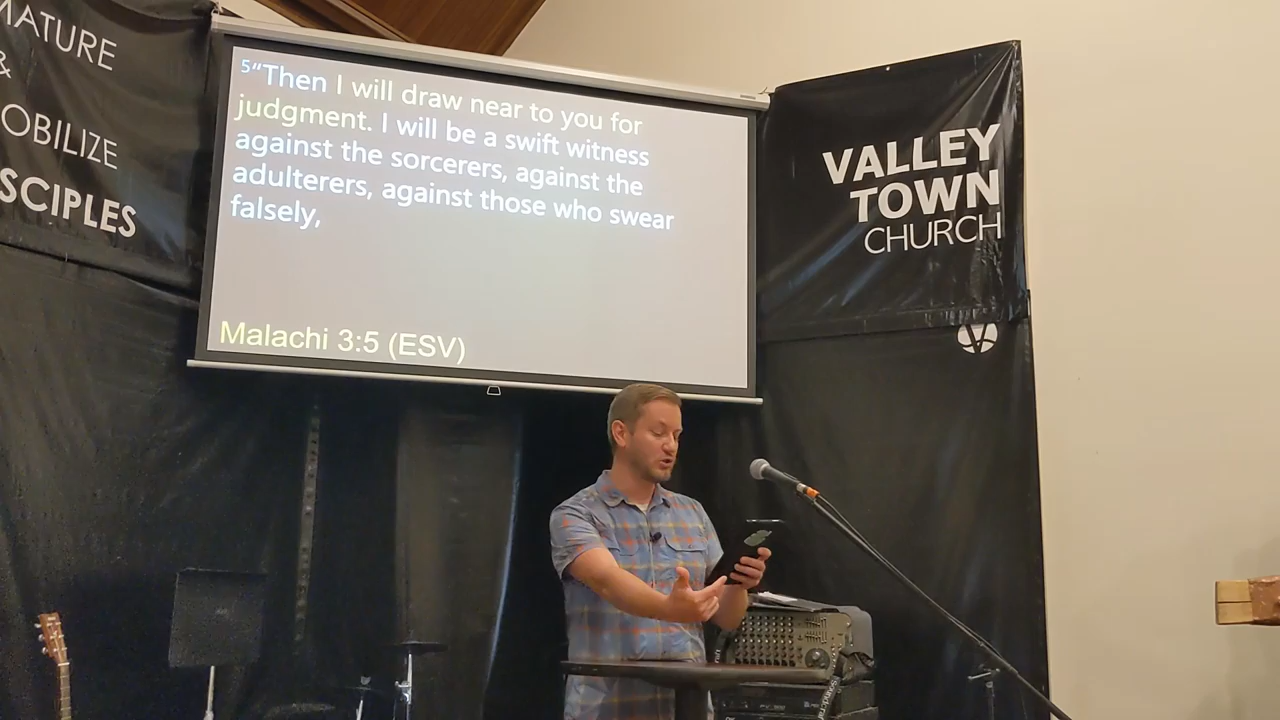 MATURE
&
OBILIZE
SCIPLES
5“Then I will draw near to you for
judgment. I will be a swift witness
against the sorcerers, against the
adulterers, against those who swear
falsely,
Malachi 3:5 (ESV)
VALLEY
TOWN
CHURCH